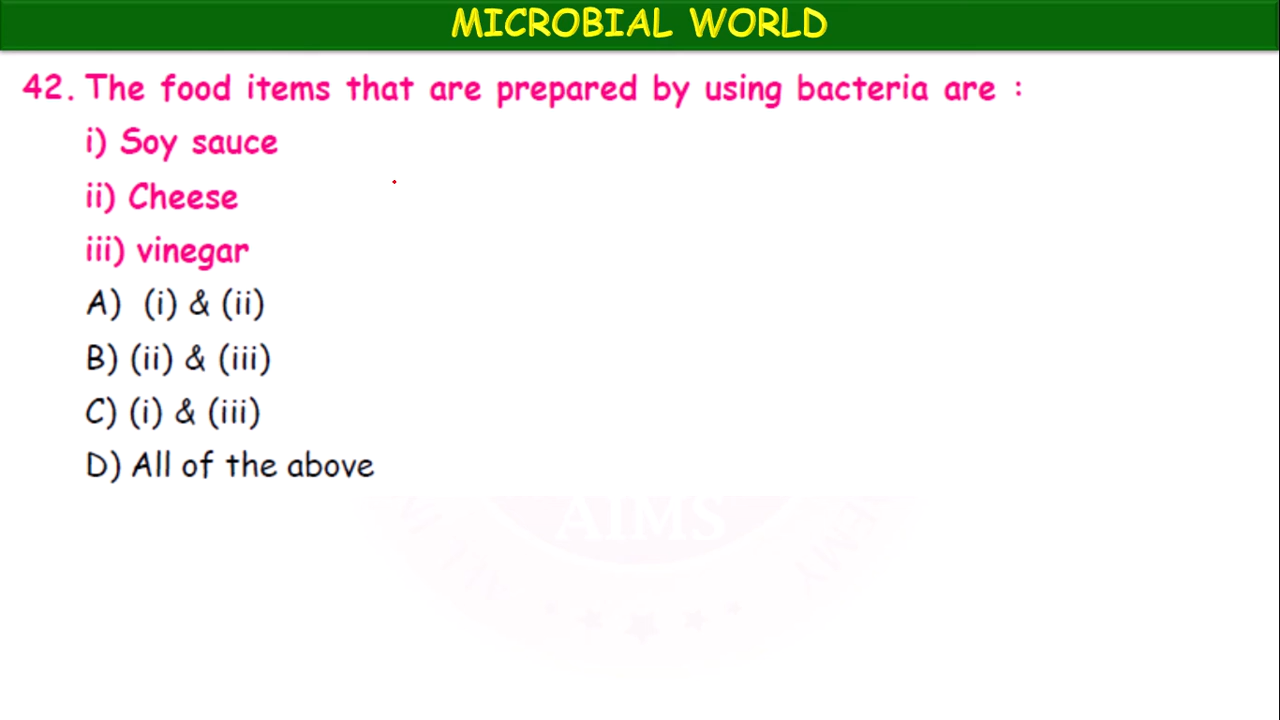 MICROBIAL WORLD
42. The food items that are prepared by using bacteria are :
i) Soy sauce
ii) Cheese
iii) vinegar
A) (i) & (ii)
B) (ii) & (iii)
C) (i) & (iii)
D) All of the above
AIMS